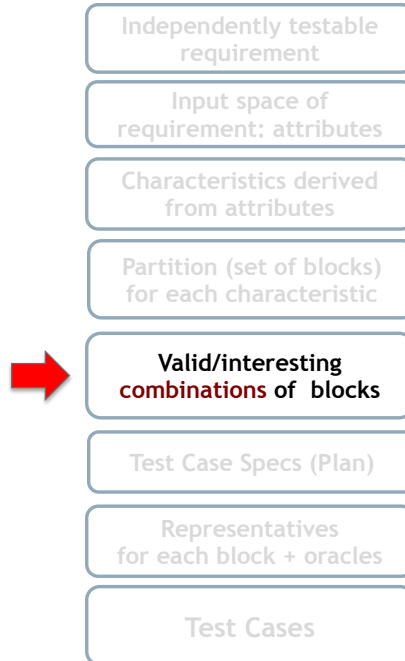 Independently testable
requirement
Input space of
requirement: attributes
Characteristics derived
from attributes
Partition (set of blocks)
for each characteristic
Valid/interesting
combinations of blocks
Test Case Specs (Plan)
Representatives
for each block + oracles
Test Cases